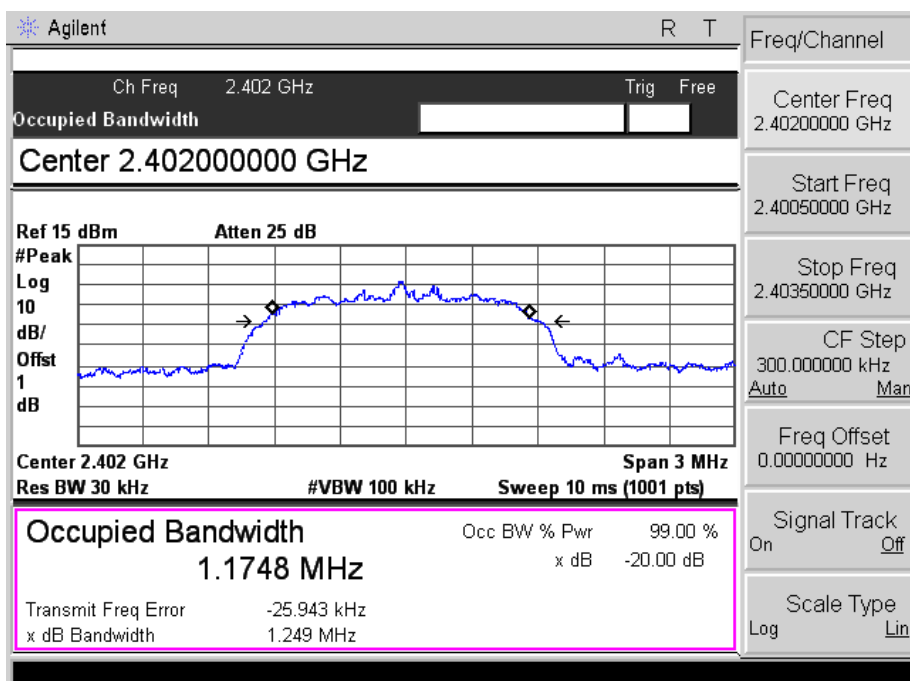 Agilent R T
Ch Freq 2.402 GHz Trig Free
Occupied Bandwidth
Center 2.402000000 GHz
Ref 15 dBm Atten 25 dB
#Peak
Log
10
dB/
Offst
1
dB
Center 2.402 GHz Span 3 MHz
Res BW 30 kHz #VBW 100 kHz Sweep 10 ms (1001 pts)
Occupied Bandwidth
1.1748 MHz
Occ BW % Pwr 99.00 %
x dB -20.00 dB
Transmit Freq Error -25.943 kHz
x dB Bandwidth 1.249 MHz
Freq/Channel
Center Freq
2.40200000 GHz
Start Freq
2.40050000 GHz
Stop Freq
2.40350000 GHz
CF Step
300.000000 kHz
Auto Man
Freq Offset
0.00000000 Hz
Signal Track
On Off
Scale Type
Log Lin